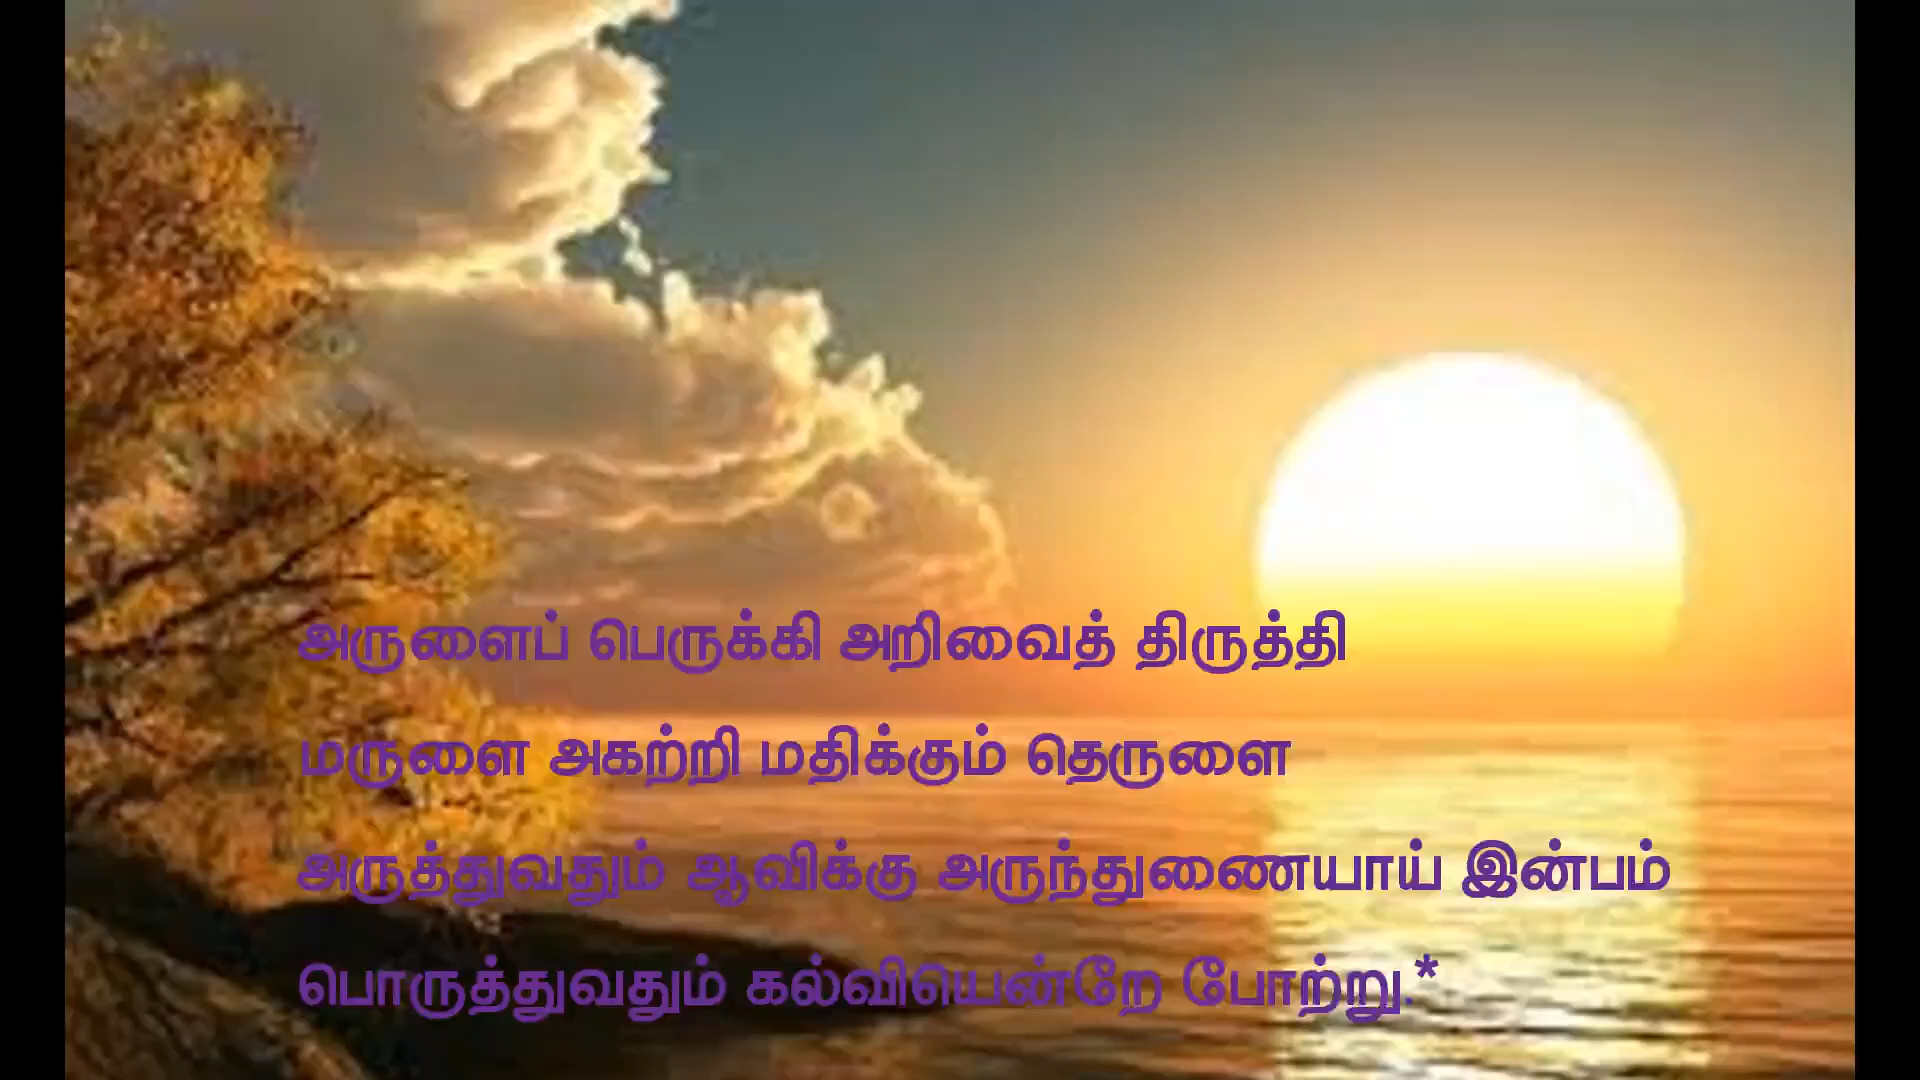 அருளைப் பெருக்கி அறிவைத் திருத்தி
மருளை அகற்றி மதிக்கும் தெருளை
அருத்துவதும் ஆவிக்கு அருந்துணையாய் இன்பம்
பொருத்துவதும் கல்வியென்றே போற்று.*